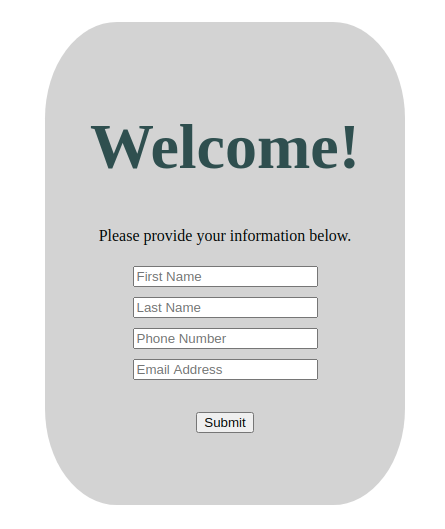 Welcome!
Please provide your information below.
First Name
Last Name
Phone Number
Email Address
Submit